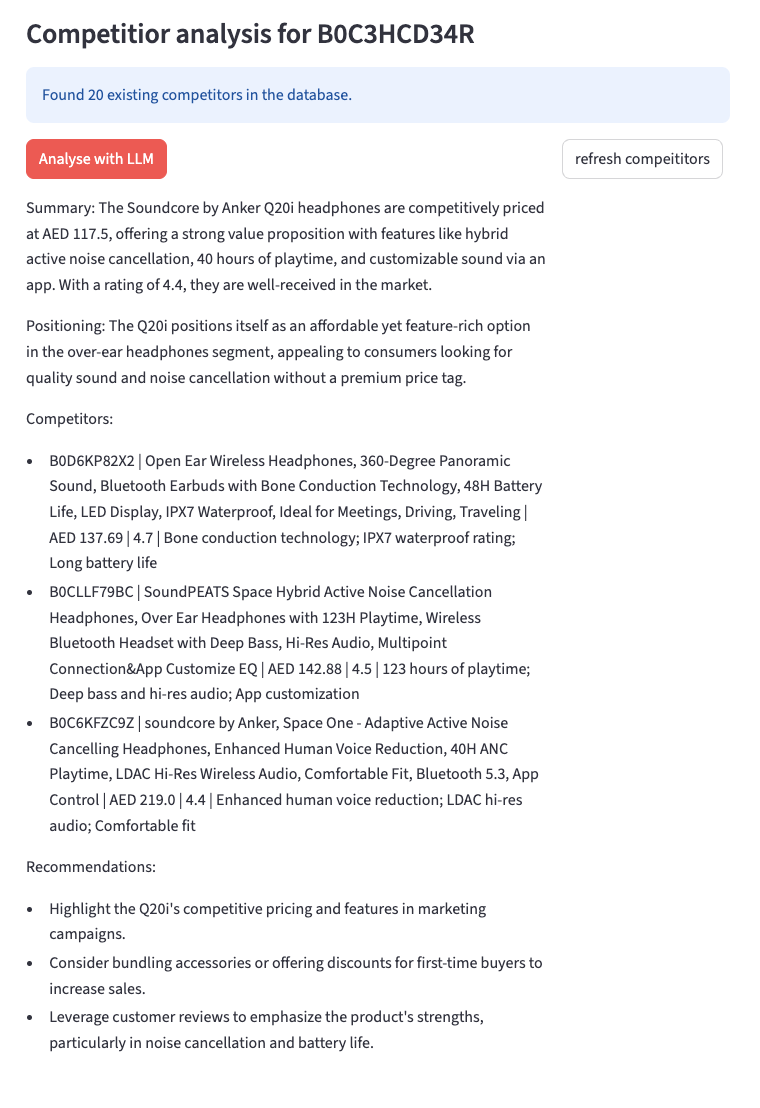 Competitior analysis for B0C3HCD34R
Found 20 existing competitors in the database.
Analyse with LLM
refresh compeititors
Summary: The Soundcore by Anker Q20i headphones are competitively priced
at AED 117.5, offering a strong value proposition with features like hybrid
active noise cancellation, 40 hours of playtime, and customizable sound via an
app. With a rating of 4.4, they are well-received in the market.
Positioning: The Q20i positions itself as an affordable yet feature-rich option
in the over-ear headphones segment, appealing to consumers looking for
quality sound and noise cancellation without a premium price tag.
Competitors:
• B0D6KP82X2 | Open Ear Wireless Headphones, 360-Degree Panoramic
Sound, Bluetooth Earbuds with Bone Conduction Technology, 48H Battery
Life, LED Display, IPX7 Waterproof, Ideal for Meetings, Driving, Traveling |
AED 137.69 | 4.7 | Bone conduction technology; IPX7 waterproof rating;
Long battery life
• B0CLLF79BC | SoundPEATS Space Hybrid Active Noise Cancellation
Headphones, Over Ear Headphones with 123H Playtime, Wireless
Bluetooth Headset with Deep Bass, Hi-Res Audio, Multipoint
Connection&App Customize EQ | AED 142.88 | 4.5 | 123 hours of playtime;
Deep bass and hi-res audio; App customization
• B0C6KFZC9Z | soundcore by Anker, Space One - Adaptive Active Noise
Cancelling Headphones, Enhanced Human Voice Reduction, 40H ANC
Playtime, LDAC Hi-Res Wireless Audio, Comfortable Fit, Bluetooth 5.3, App
Control | AED 219.0 | 4.4 | Enhanced human voice reduction; LDAC hi-res
audio; Comfortable fit
Recommendations:
• Highlight the Q20i's competitive pricing and features in marketing
campaigns.
• Consider bundling accessories or offering discounts for first-time buyers to
increase sales.
• Leverage customer reviews to emphasize the product's strengths,
particularly in noise cancellation and battery life.